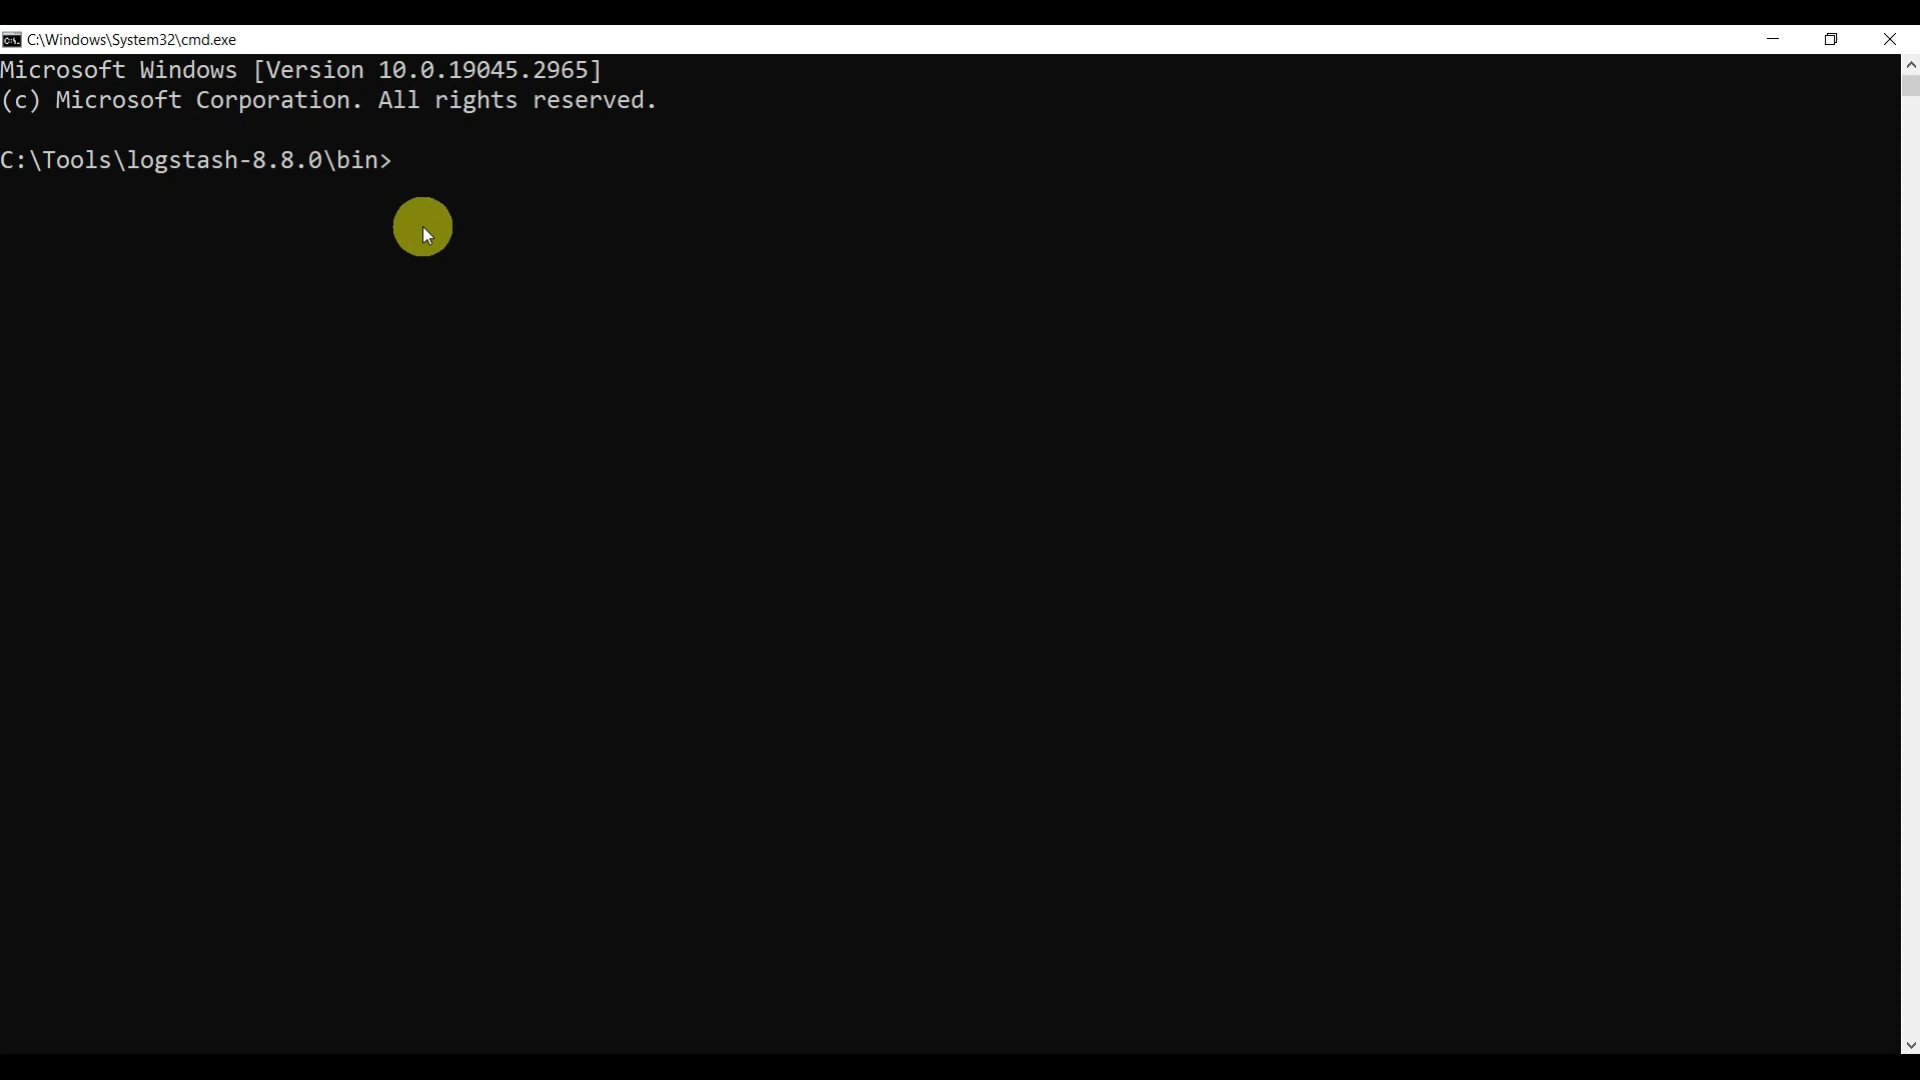 C:\Windows\System32\cmd.exe
Microsoft Windows [Version 10.0.19045.2965]
(c) Microsoft Corporation. All rights reserved.
C:\Tools\logstash-8.8.0\bin>